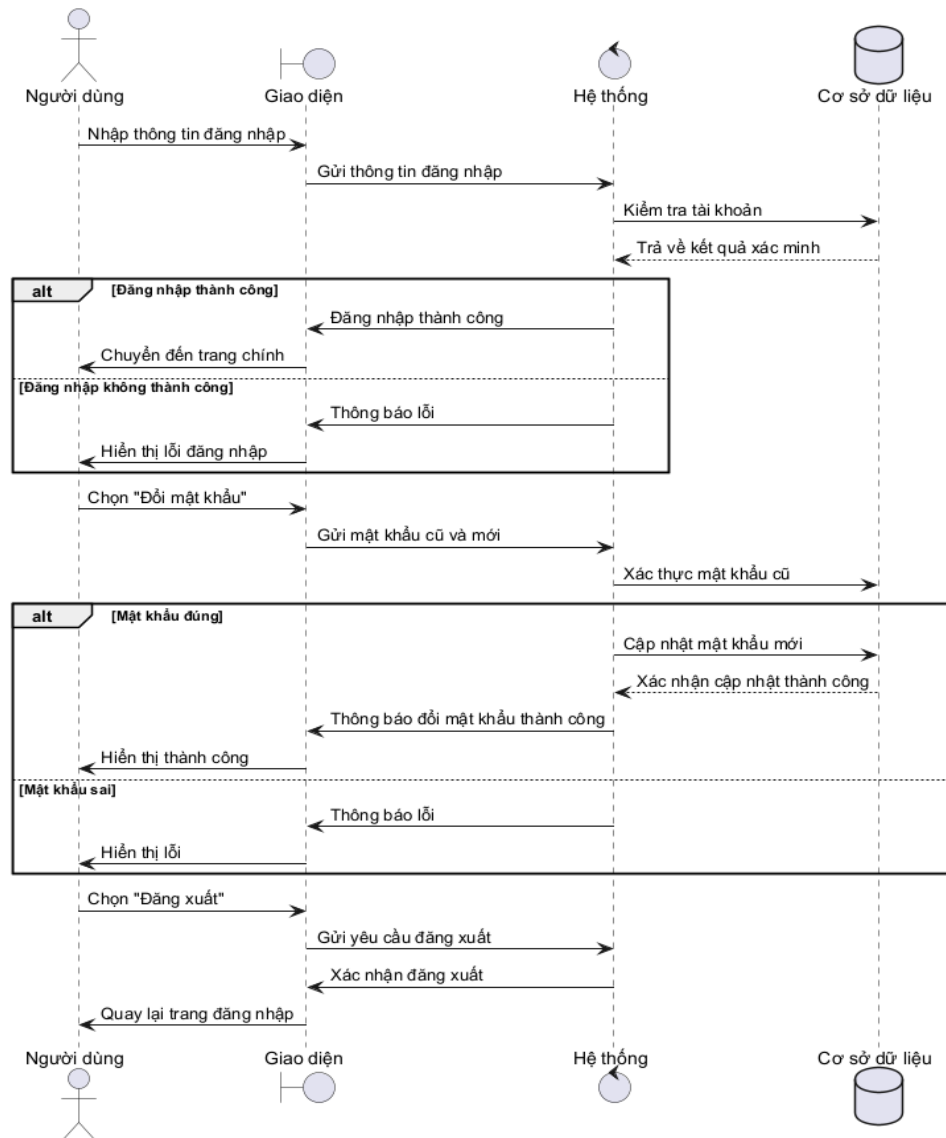 Người dùng
Giao diện
Hệ thống
Cơ sở dữ liệu
Nhập thông tin đăng nhập
Gửi thông tin đăng nhập
Kiểm tra tài khoản
Trả về kết quả xác minh
alt
[Đăng nhập thành công]
Đăng nhập thành công
Chuyển đến trang chính
[Đăng nhập không thành công]
Thông báo lỗi
Hiển thị lỗi đăng nhập
Chọn "Đổi mật khẩu"
Gửi mật khẩu cũ và mới
Xác thực mật khẩu cũ
alt
[Mật khẩu đúng]
Cập nhật mật khẩu mới
Xác nhận cập nhật thành công
Thông báo đổi mật khẩu thành công
Hiển thị thành công
[Mật khẩu sai]
Thông báo lỗi
Hiển thị lỗi
Chọn "Đăng xuất"
Gửi yêu cầu đăng xuất
Xác nhận đăng xuất
Quay lại trang đăng nhập
Người dùng
Giao diện
Hệ thống
Cơ sở dữ liệu